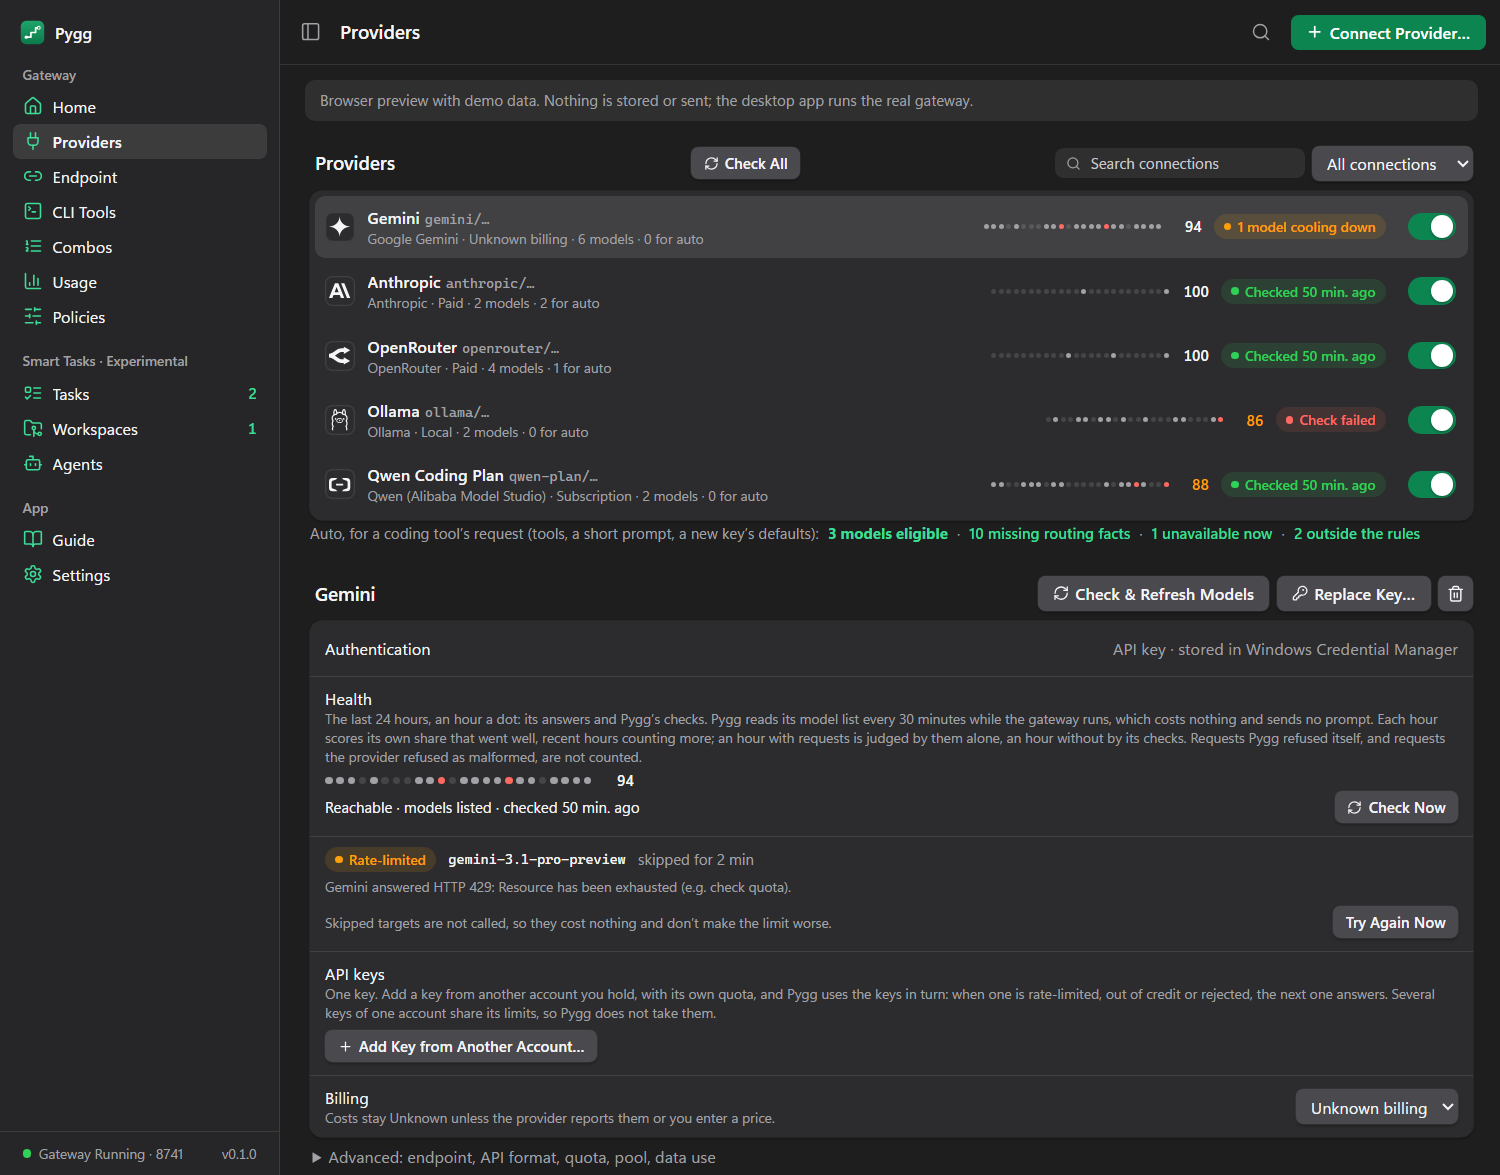 Pygg
Gateway
Home
Providers
Endpoint
CLI Tools
Combos
Usage
Policies
Smart Tasks · Experimental
Tasks 2
Workspaces 1
Agents
App
Guide
Settings
Gateway Running · 8741 v0.1.0
Providers
+ Connect Provider...
Browser preview with demo data. Nothing is stored or sent; the desktop app runs the real gateway.
Providers
Check All
Search connections
All connections
Gemini gemini/…
Google Gemini · Unknown billing · 6 models · 0 for auto
94
1 model cooling down
Anthropic anthropic/…
Anthropic · Paid · 2 models · 2 for auto
100
Checked 50 min. ago
OpenRouter openrouter/…
OpenRouter · Paid · 4 models · 1 for auto
100
Checked 50 min. ago
Ollama ollama/…
Ollama · Local · 2 models · 0 for auto
86
Check failed
Qwen Coding Plan qwen-plan/…
Qwen (Alibaba Model Studio) · Subscription · 2 models · 0 for auto
88
Checked 50 min. ago
Auto, for a coding tool's request (tools, a short prompt, a new key's defaults): 3 models eligible · 10 missing routing facts · 1 unavailable now · 2 outside the rules
Gemini
Check & Refresh Models
Replace Key...
Authentication
API key · stored in Windows Credential Manager
Health
The last 24 hours, an hour a dot: its answers and Pygg's checks. Pygg reads its model list every 30 minutes while the gateway runs, which costs nothing and sends no prompt. Each hour
scores its own share that went well, recent hours counting more; an hour with requests is judged by them alone, an hour without by its checks. Requests Pygg refused itself, and requests
the provider refused as malformed, are not counted.
94
Reachable · models listed · checked 50 min. ago
Check Now
Rate-limited gemini-3.1-pro-preview skipped for 2 min
Gemini answered HTTP 429: Resource has been exhausted (e.g. check quota).
Skipped targets are not called, so they cost nothing and don't make the limit worse.
Try Again Now
API keys
One key. Add a key from another account you hold, with its own quota, and Pygg uses the keys in turn: when one is rate-limited, out of credit or rejected, the next one answers. Several
keys of one account share its limits, so Pygg does not take them.
+ Add Key from Another Account...
Billing
Costs stay Unknown unless the provider reports them or you enter a price.
Unknown billing
Advanced: endpoint, API format, quota, pool, data use